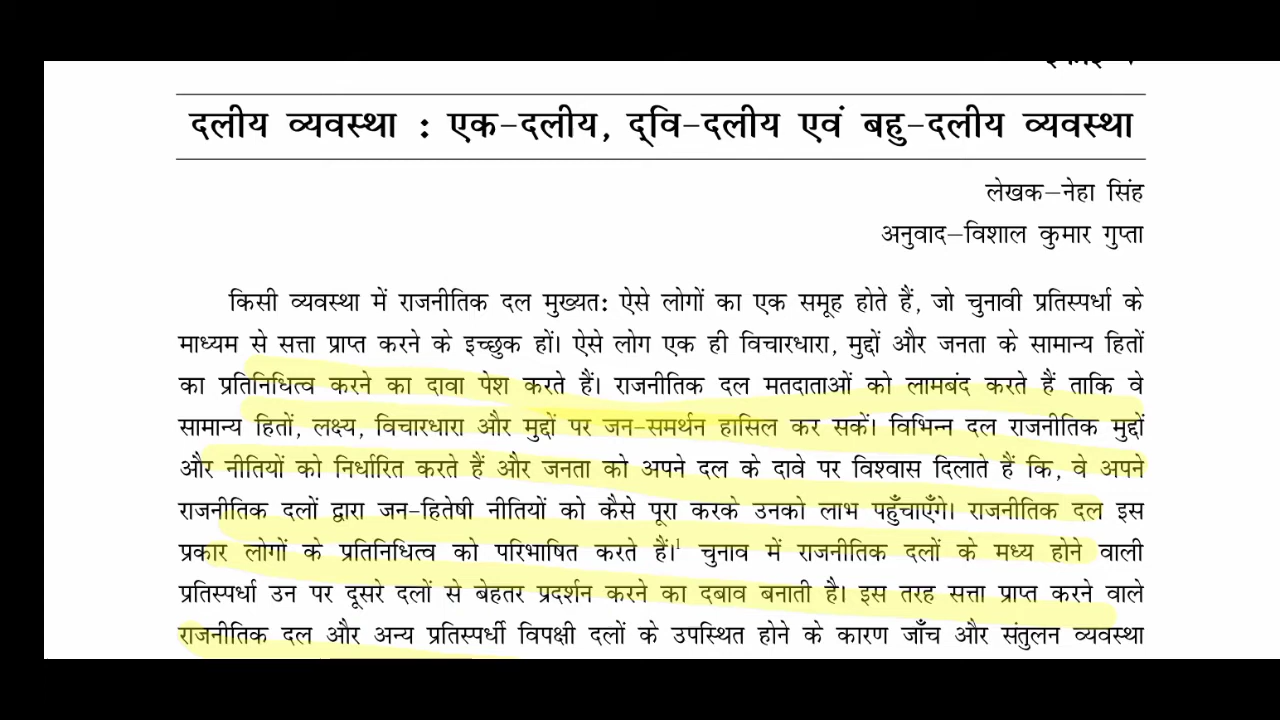 दलीय व्यवस्था : एक-दलीय, द्‌वि-दलीय एवं बहु-दलीय व्यवस्था
लेखक–नेहा सिंह
अनुवाद–विशाल कुमार गुप्ता
किसी व्यवस्था में राजनीतिक दल मुख्यत: ऐसे लोगों का एक समूह होते हैं, जो चुनावी प्रतिस्पर्धा के
माध्यम से सत्ता प्राप्त करने के इच्छुक हों। ऐसे लोग एक ही विचारधारा, मुद्दों और जनता के सामान्य हितों
का प्रतिनिधित्व करने का दावा पेश करते हैं। राजनीतिक दल मतदाताओं को लामबंद करते हैं ताकि वे
सामान्य हितों, लक्ष्य, विचारधारा और मुद्दों पर जन-समर्थन हासिल कर सकें। विभिन्न दल राजनीतिक मुद्दों
और नीतियों को निर्धारित करते हैं और जनता को अपने दल के दावे पर विश्वास दिलाते हैं कि, वे अपने
राजनीतिक दलों द्वारा जन-हितेषी नीतियों को कैसे पूरा करके उनको लाभ पहुँचाएँगे। राजनीतिक दल इस
प्रकार लोगों के प्रतिनिधित्व को परिभाषित करते हैं।¹ चुनाव में राजनीतिक दलों के मध्य होने वाली
प्रतिस्पर्धा उन पर दूसरे दलों से बेहतर प्रदर्शन करने का दबाव बनाती है। इस तरह सत्ता प्राप्त करने वाले
राजनीतिक दल और अन्य प्रतिस्पर्धी विपक्षी दलों के उपस्थित होने के कारण जाँच और संतुलन व्यवस्था